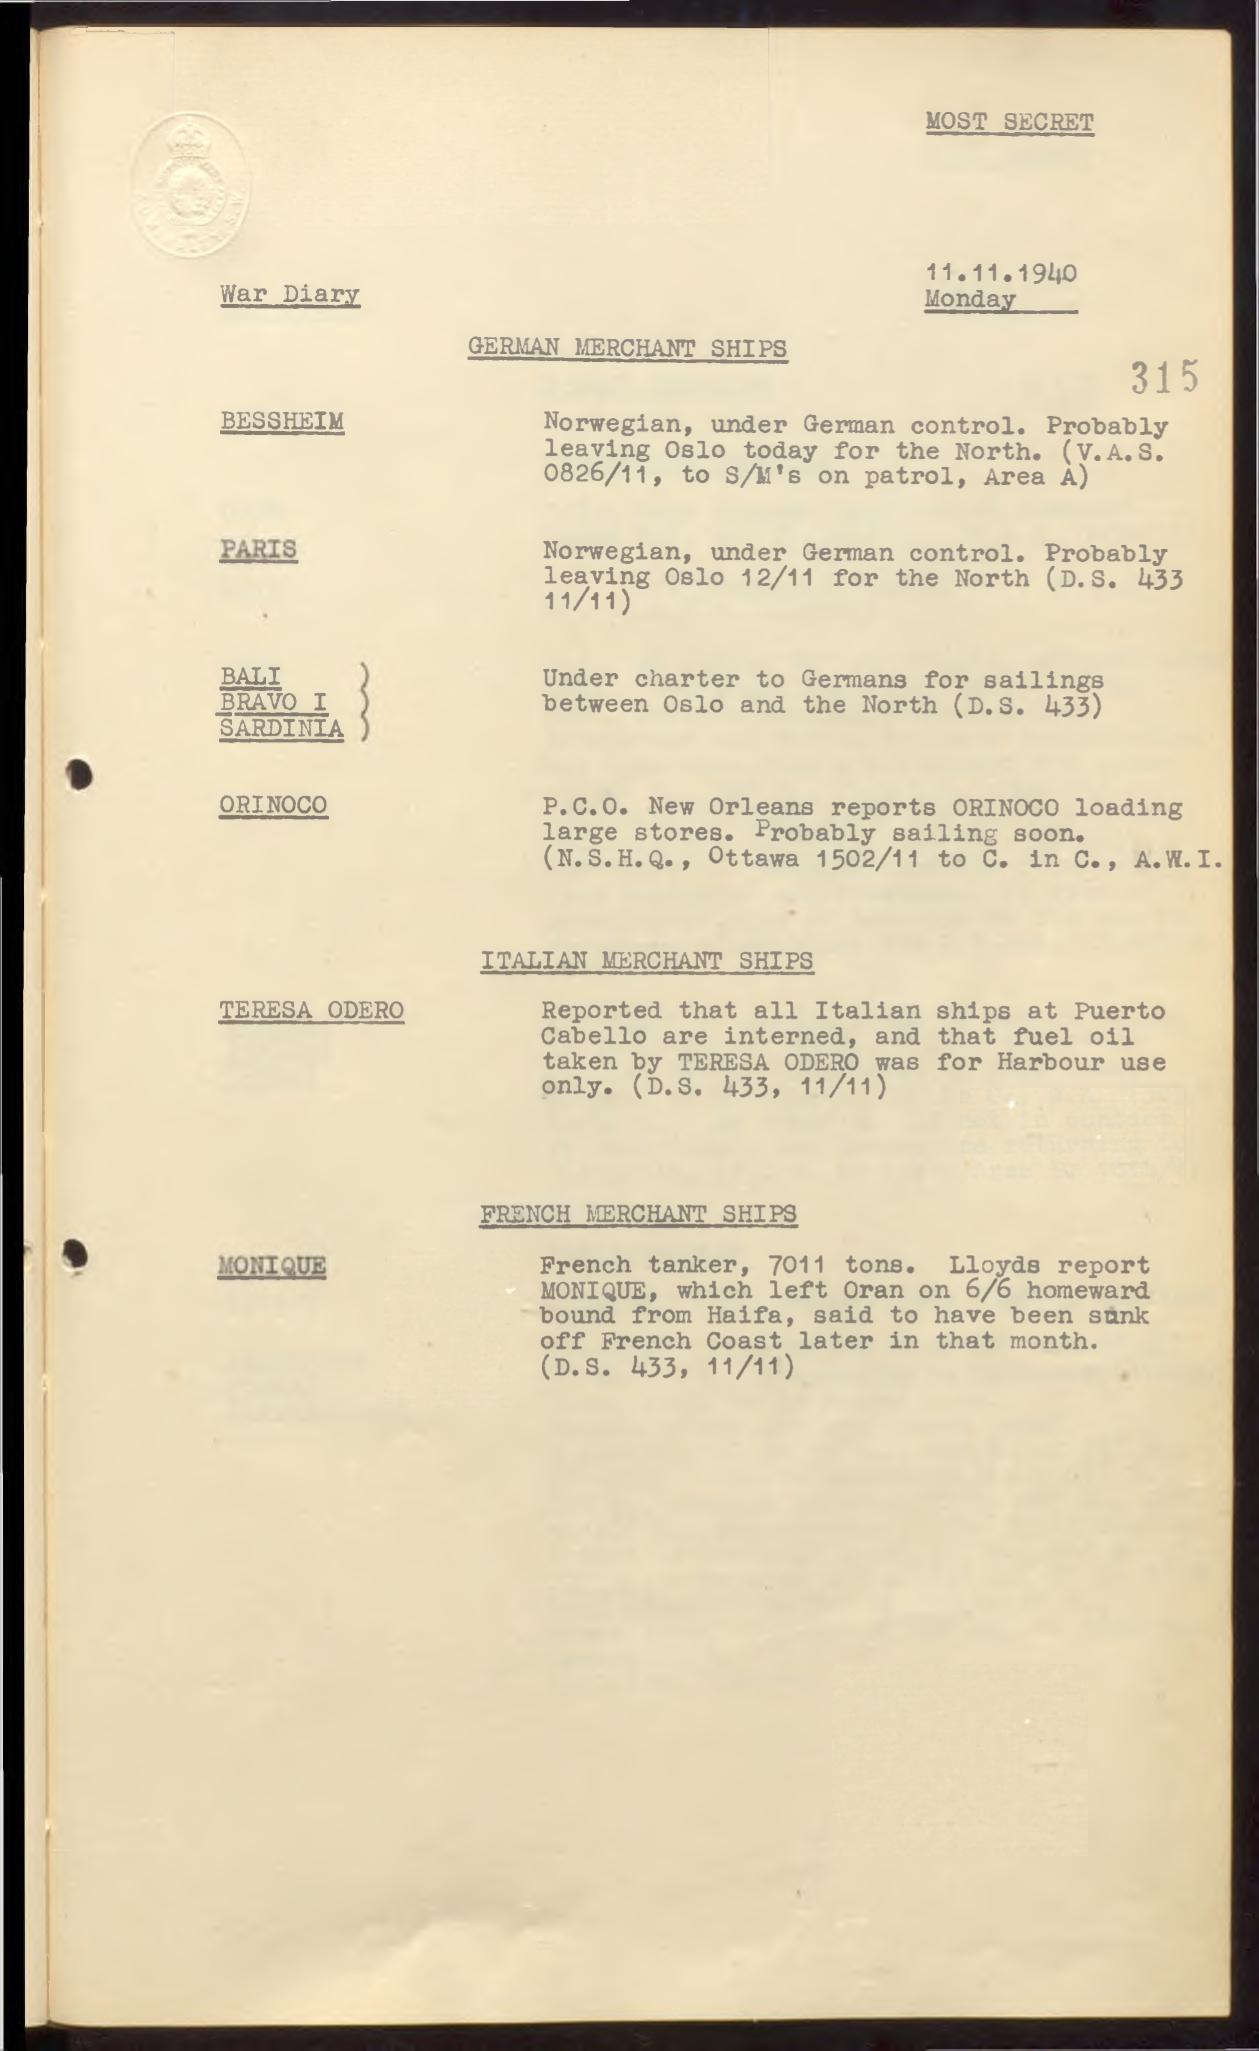 MOST SECRET
11.11.1940
War Diary
Monday
GERMAN MERCHANT SHIPS
315
BESSHEIM
Norwegian, under German control. Probably
leaving Oslo today for the North. (V.A.S.
0826/11, to S/M's on patrol, Area A)
PARIS
Norwegian, under German control. Probably
leaving Oslo 12/11 for the North (D.S. 433
11/11)
BALI
BRAVO I
SARDINIA
Under charter to Germans for sailings
between Oslo and the North (D.S. 433)
ORINOCO
P.C.O. New Orleans reports ORINOCO loading
large stores. Probably sailing soon.
(N.S.H.Q., Ottawa 1502/11 to C. in C., A.W.I.
ITALIAN MERCHANT SHIPS
TERESA ODERO
Reported that all Italian ships at Puerto
Cabello are interned, and that fuel oil
taken by TERESA ODERO was for Harbour use
only. (D.S. 433, 11/11)
FRENCH MERCHANT SHIPS
MONIQUE
French tanker, 7011 tons. Lloyds report
MONIQUE, which left Oran on 6/6 homeward
bound from Haifa, said to have been sunk
off French Coast later in that month.
(D.S. 433, 11/11)